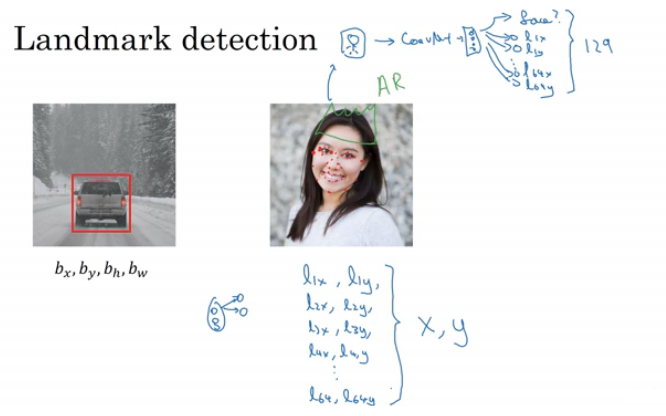 Landmark detection
→ ConvNet → face?
l1x
l1y
⋮
l64x
l64y
129
AR
bx, by, bh, bw
l1x, l1y,
l2x, l2y,
l3x, l3y,
l4x, l4y
⋮
l64, l64y
x, y